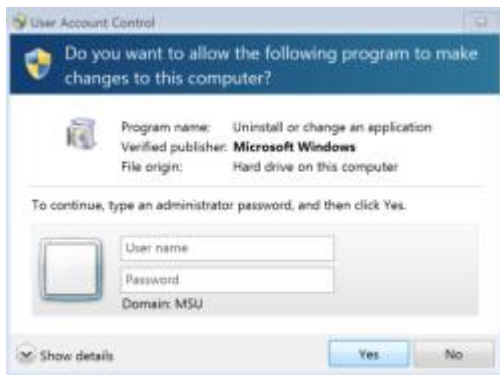 User Account Control
Do you want to allow the following program to make
changes to this computer?
Program name: Uninstall or change an application
Verified publisher: Microsoft Windows
File origin: Hard drive on this computer
To continue, type an administrator password, and then click Yes.
User name
Password
Domain: MSU
Show details
Yes No